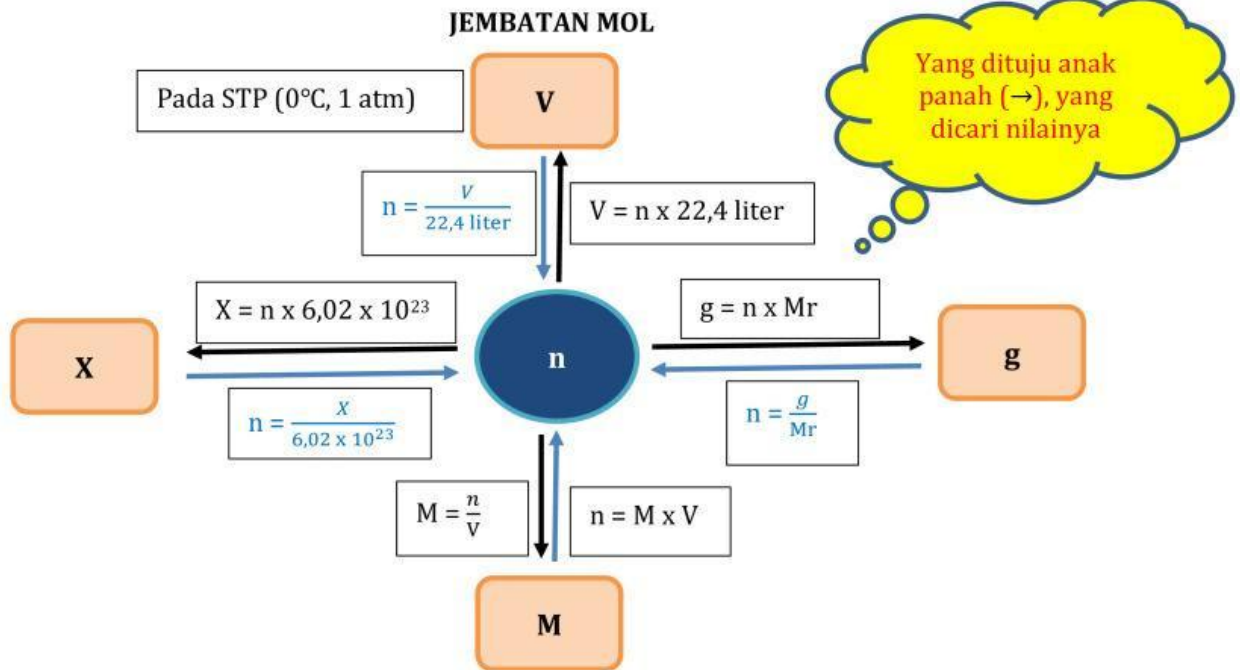 JEMBATAN MOL
Pada STP (0°C, 1 atm)
V
Yang dituju anak
panah (→), yang
dicari nilainya
n = V / 22,4 liter
V = n x 22,4 liter
X = n x 6,02 x 10²³
g = n x Mr
X
n
g
n = X / 6,02 x 10²³
n = g / Mr
M = n / V
n = M x V
M